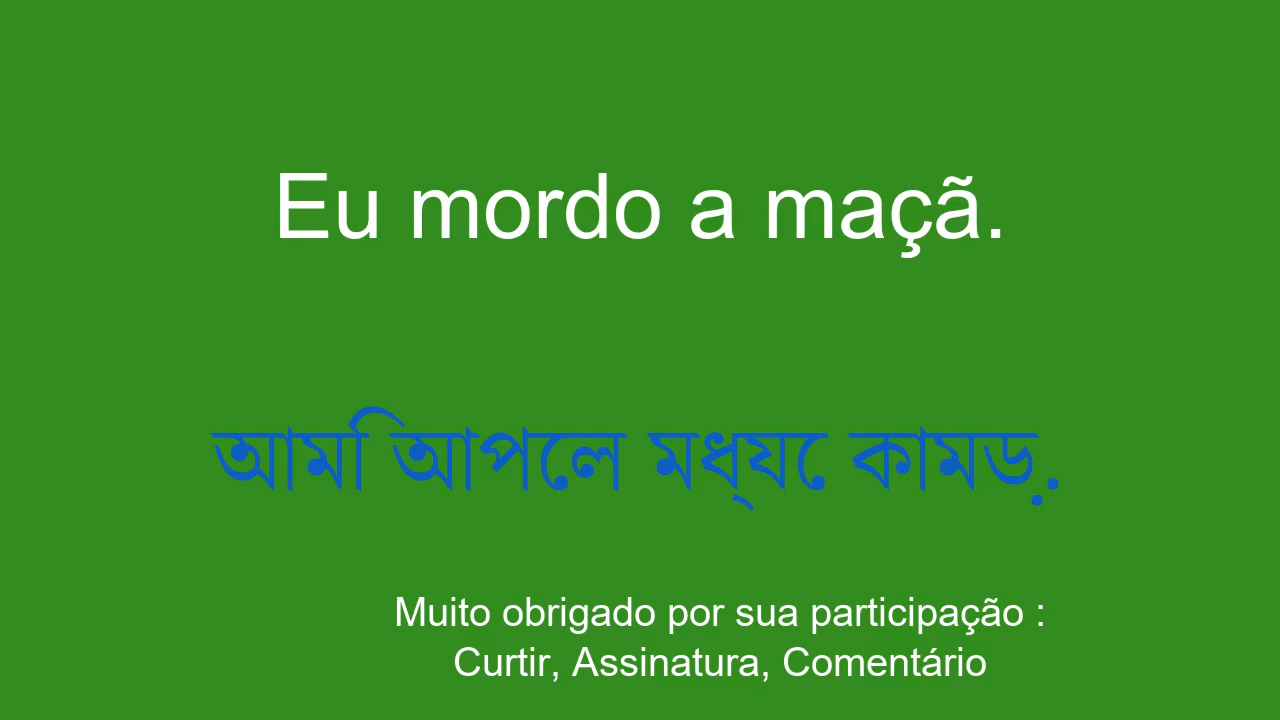 Eu mordo a maçã.
আমি আপেল মধ্যে কামড়.
Muito obrigado por sua participação :
Curtir, Assinatura, Comentário